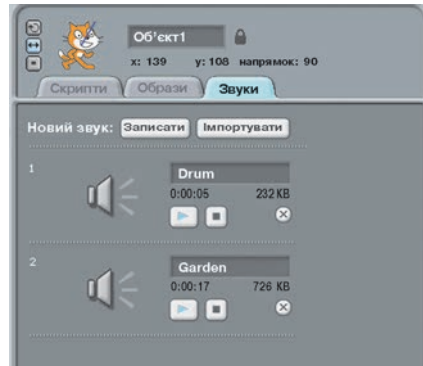 Об'єкт1
x: 139 y: 108 напрямок: 90
Скрипти Образи Звуки
Новий звук: Записати Імпортувати
1
Drum
0:00:05 232 KB
2
Garden
0:00:17 726 KB